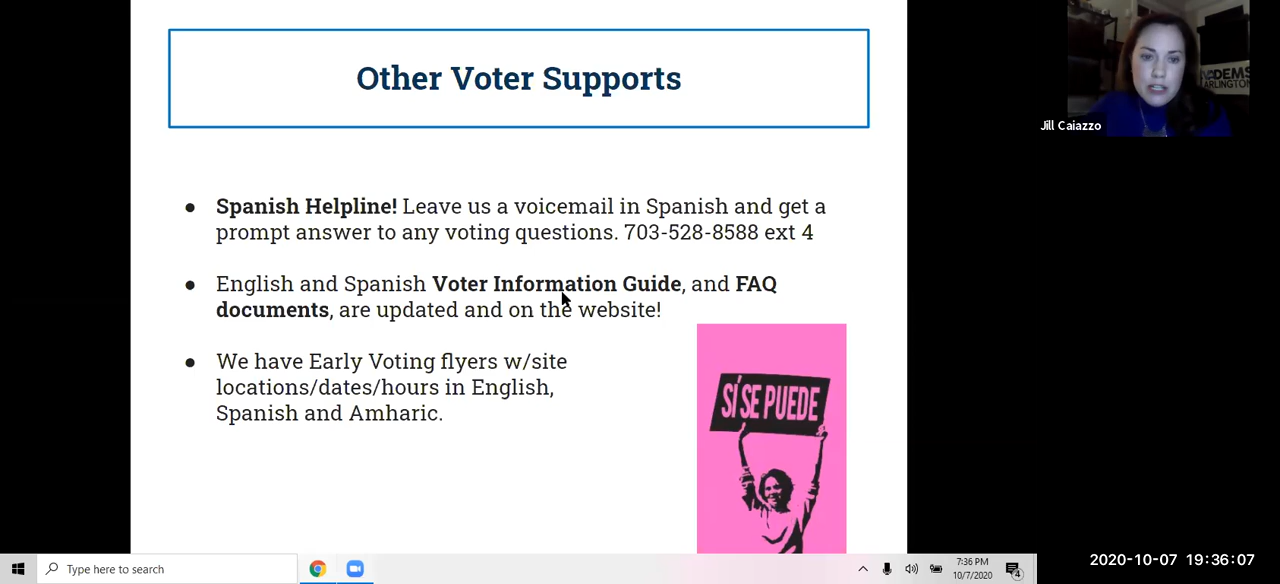 Other Voter Supports
● Spanish Helpline! Leave us a voicemail in Spanish and get a
prompt answer to any voting questions. 703-528-8588 ext 4
● English and Spanish Voter Information Guide, and FAQ
documents, are updated and on the website!
● We have Early Voting flyers w/site
locations/dates/hours in English,
Spanish and Amharic.
SÍ SE PUEDE
DEMS
ARLINGTON
Jill Caiazzo
Type here to search
7:36 PM
10/7/2020
4
2020-10-07 19:36:07